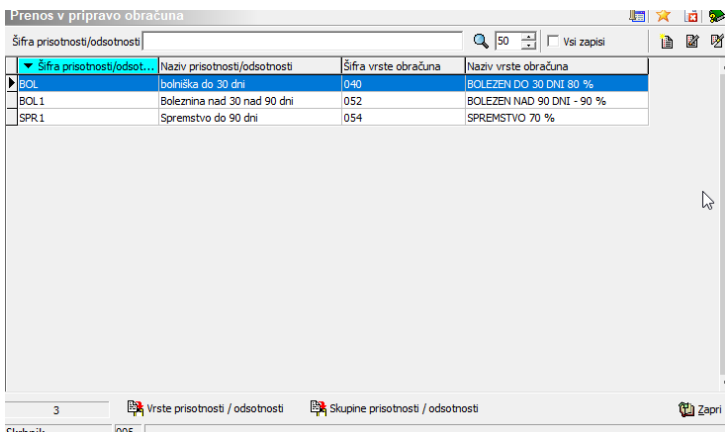 Prenos v pripravo obračuna
Šifra prisotnosti/odsotnosti 50 Vsi zapisi
Šifra prisotnosti/odsot... Naziv prisotnosti/odsotnosti Šifra vrste obračuna Naziv vrste obračuna
BOL bolniška do 30 dni 040 BOLEZEN DO 30 DNI 80 %
BOL1 Boleznina nad 30 nad 90 dni 052 BOLEZEN NAD 90 DNI - 90 %
SPR1 Spremstvo do 90 dni 054 SPREMSTVO 70 %
3 Vrste prisotnosti / odsotnosti Skupine prisotnosti / odsotnosti Zapri
Skrbnik 005